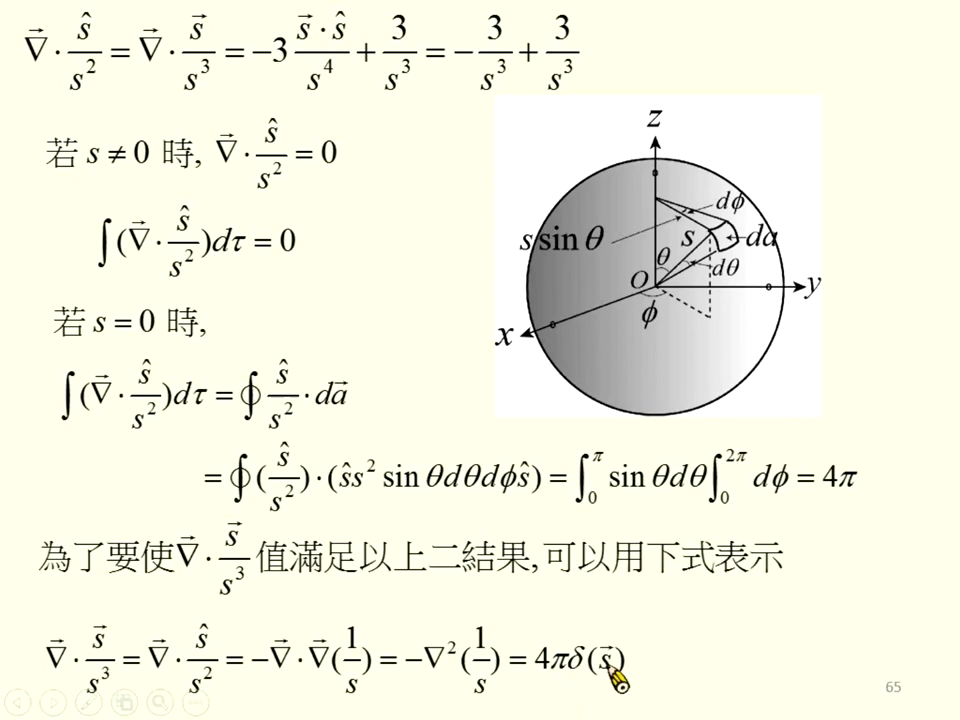 ∇⃗·ŝ/s² = ∇⃗·s⃗/s³ = −3 s⃗·ŝ/s⁴ + 3/s³ = −3/s³ + 3/s³
若 s ≠ 0 時, ∇⃗·ŝ/s² = 0
∫(∇⃗·ŝ/s²)dτ = 0
若 s = 0 時,
∫(∇⃗·ŝ/s²)dτ = ∮ŝ/s²·da⃗
= ∮(ŝ/s²)·(ŝs² sin θdθdϕŝ) = ∫₀^π sin θdθ∫₀^2π dϕ = 4π
為了要使∇⃗·s⃗/s³ 值滿足以上二結果,可以用下式表示
∇⃗·s⃗/s³ = ∇⃗·ŝ/s² = −∇⃗·∇⃗(1/s) = −∇²(1/s) = 4πδ(s⃗)
z
dϕ
s sin θ
s
da
θ
dθ
O
y
ϕ
x
65